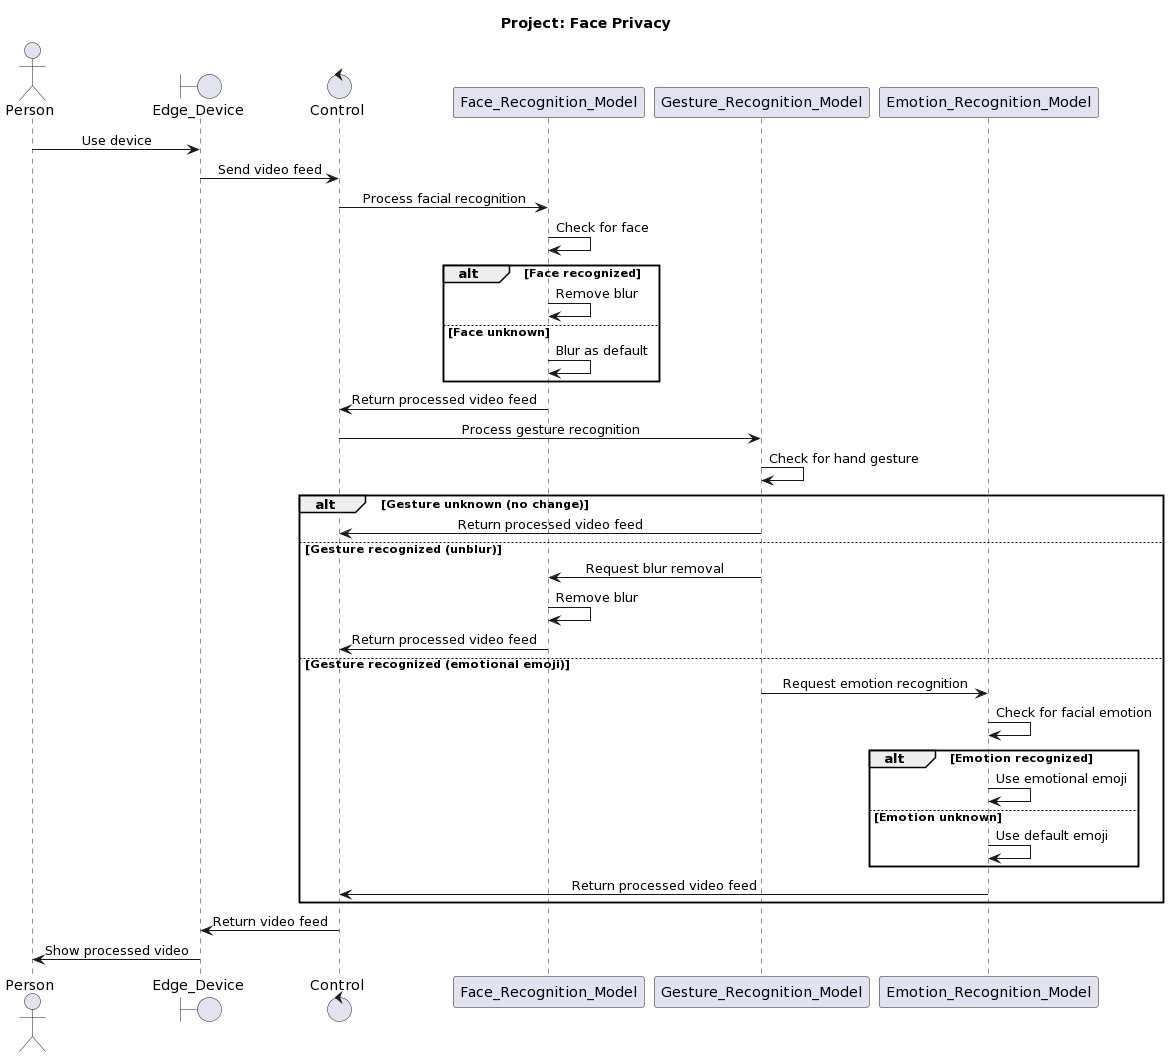 Project: Face Privacy
Person
Edge_Device
Control
Face_Recognition_Model
Gesture_Recognition_Model
Emotion_Recognition_Model
Use device
Send video feed
Process facial recognition
Check for face
alt [Face recognized]
Remove blur
[Face unknown]
Blur as default
Return processed video feed
Process gesture recognition
Check for hand gesture
alt [Gesture unknown (no change)]
Return processed video feed
[Gesture recognized (unblur)]
Request blur removal
Remove blur
Return processed video feed
[Gesture recognized (emotional emoji)]
Request emotion recognition
Check for facial emotion
alt [Emotion recognized]
Use emotional emoji
[Emotion unknown]
Use default emoji
Return processed video feed
Return video feed
Show processed video
Person
Edge_Device
Control
Face_Recognition_Model
Gesture_Recognition_Model
Emotion_Recognition_Model